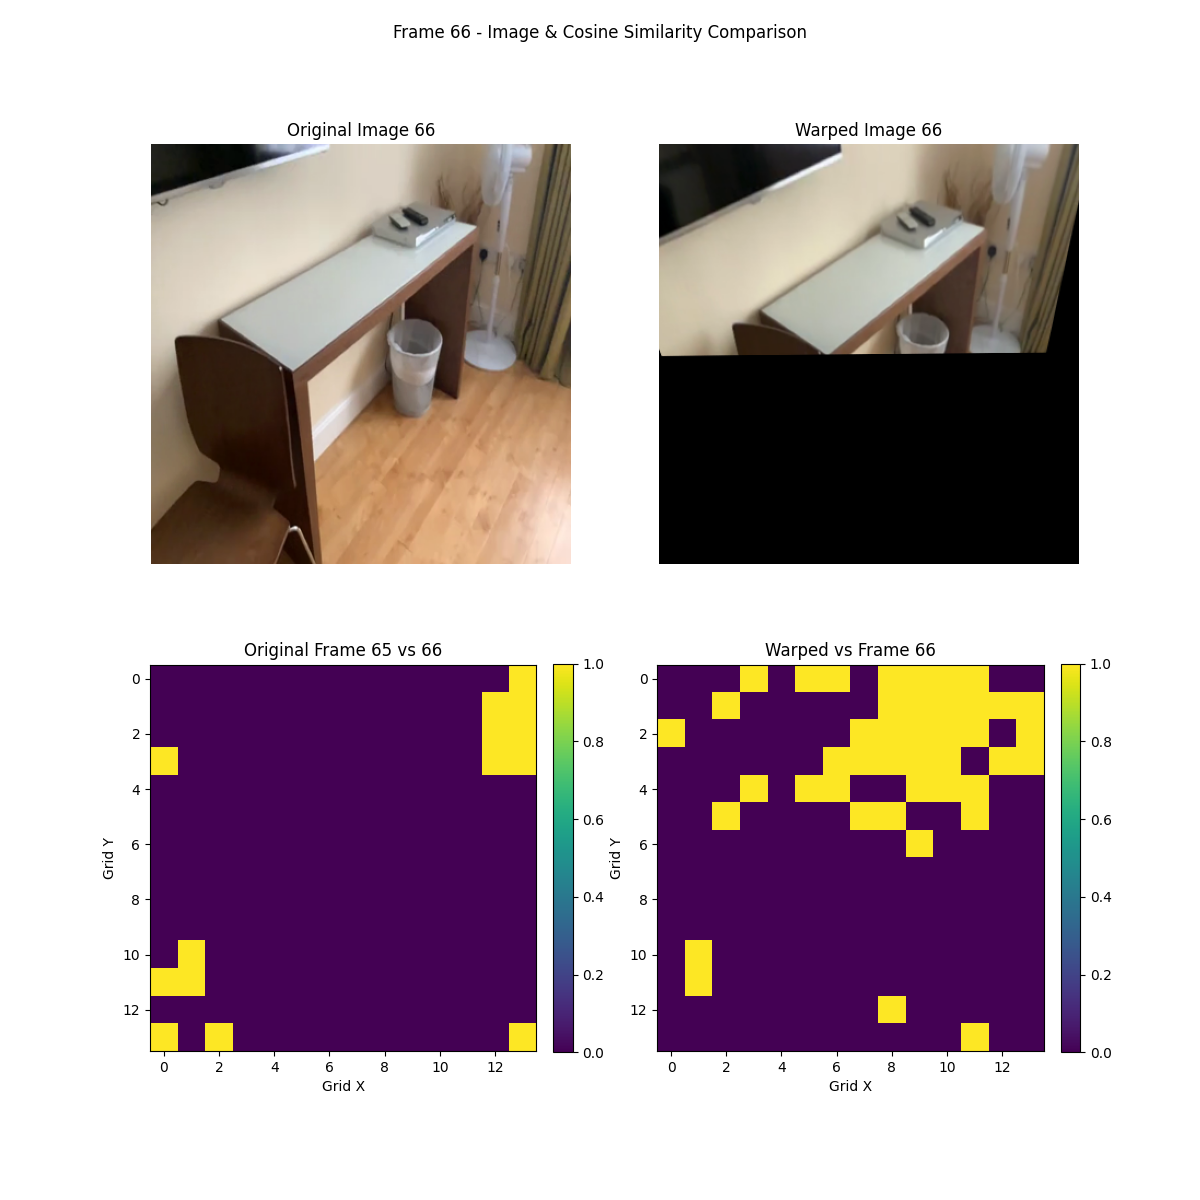 Frame 66 - Image & Cosine Similarity Comparison
Original Image 66
Warped Image 66
Original Frame 65 vs 66
Warped vs Frame 66
0
2
4
6
8
10
12
Grid Y
0 2 4 6 8 10 12
Grid X
1.0
0.8
0.6
0.4
0.2
0.0
0
2
4
6
8
10
12
Grid Y
0 2 4 6 8 10 12
Grid X
1.0
0.8
0.6
0.4
0.2
0.0